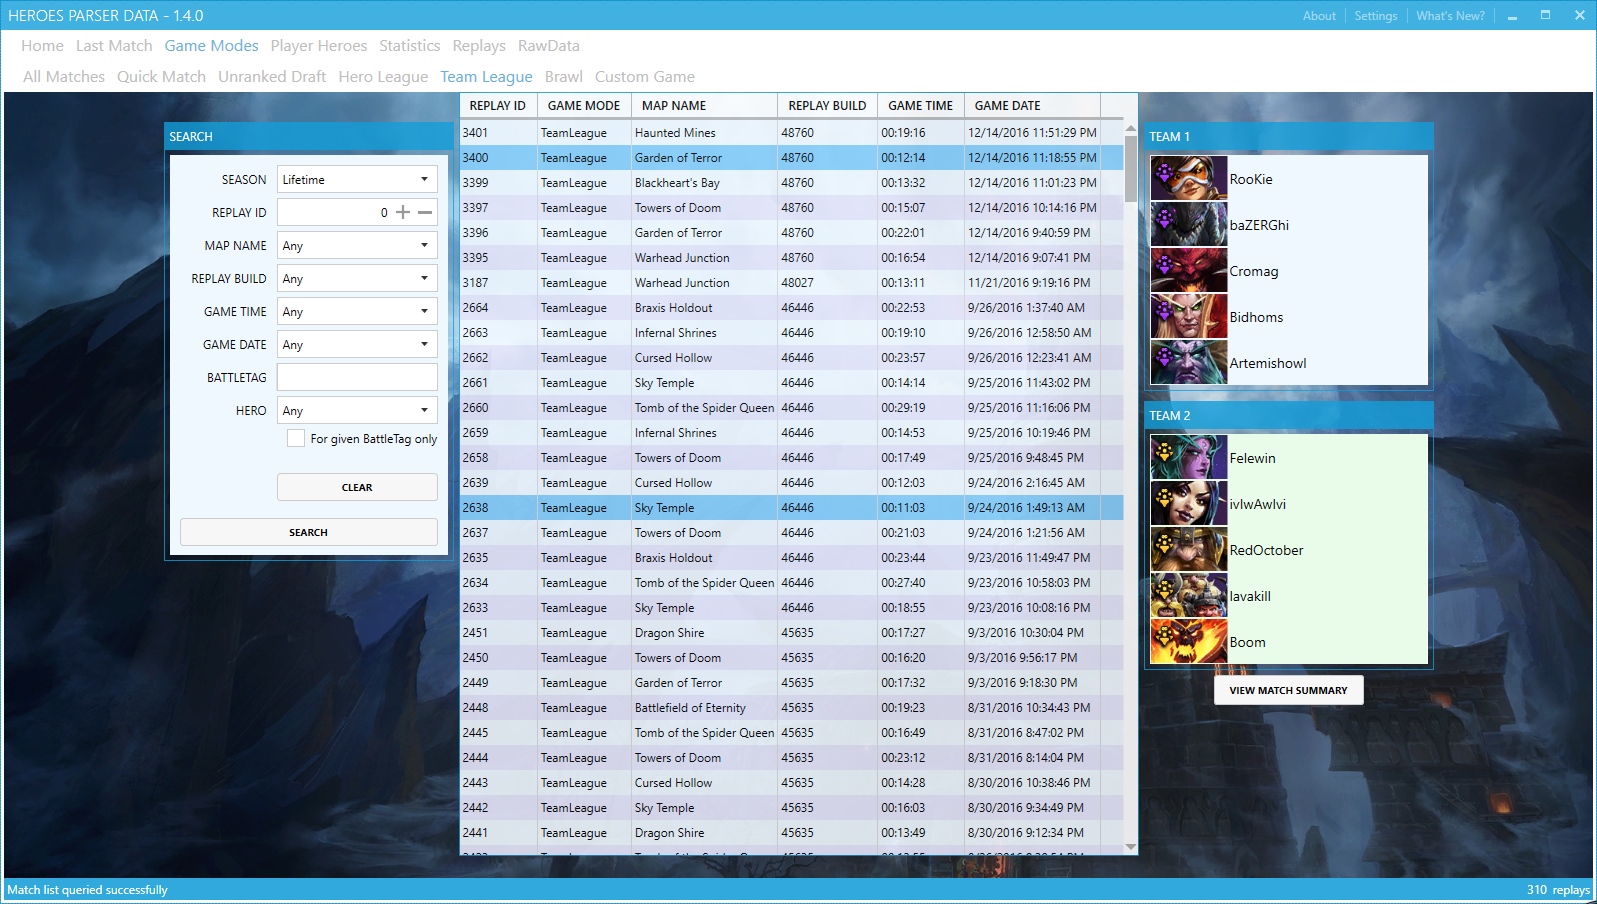 HEROES PARSER DATA - 1.4.0
About Settings What's New?
Home Last Match Game Modes Player Heroes Statistics Replays RawData
All Matches Quick Match Unranked Draft Hero League Team League Brawl Custom Game
SEARCH
SEASON Lifetime
REPLAY ID 0
MAP NAME Any
REPLAY BUILD Any
GAME TIME Any
GAME DATE Any
BATTLETAG
HERO Any
For given BattleTag only
CLEAR
SEARCH
REPLAY ID GAME MODE MAP NAME REPLAY BUILD GAME TIME GAME DATE
3401 TeamLeague Haunted Mines 48760 00:19:16 12/14/2016 11:51:29 PM
3400 TeamLeague Garden of Terror 48760 00:12:14 12/14/2016 11:18:55 PM
3399 TeamLeague Blackheart's Bay 48760 00:13:32 12/14/2016 11:01:23 PM
3397 TeamLeague Towers of Doom 48760 00:15:07 12/14/2016 10:14:16 PM
3396 TeamLeague Garden of Terror 48760 00:22:01 12/14/2016 9:40:59 PM
3395 TeamLeague Warhead Junction 48760 00:16:54 12/14/2016 9:07:41 PM
3187 TeamLeague Warhead Junction 48027 00:13:11 11/21/2016 9:19:16 PM
2664 TeamLeague Braxis Holdout 46446 00:22:53 9/26/2016 1:37:40 AM
2663 TeamLeague Infernal Shrines 46446 00:19:10 9/26/2016 12:58:50 AM
2662 TeamLeague Cursed Hollow 46446 00:23:57 9/26/2016 12:23:41 AM
2661 TeamLeague Sky Temple 46446 00:14:14 9/25/2016 11:43:02 PM
2660 TeamLeague Tomb of the Spider Queen 46446 00:29:19 9/25/2016 11:16:06 PM
2659 TeamLeague Infernal Shrines 46446 00:14:53 9/25/2016 10:19:46 PM
2658 TeamLeague Towers of Doom 46446 00:17:49 9/25/2016 9:48:45 PM
2639 TeamLeague Cursed Hollow 46446 00:12:03 9/24/2016 2:16:45 AM
2638 TeamLeague Sky Temple 46446 00:11:03 9/24/2016 1:49:13 AM
2637 TeamLeague Towers of Doom 46446 00:21:03 9/24/2016 1:21:56 AM
2635 TeamLeague Braxis Holdout 46446 00:23:44 9/23/2016 11:49:47 PM
2634 TeamLeague Tomb of the Spider Queen 46446 00:27:40 9/23/2016 10:58:03 PM
2633 TeamLeague Sky Temple 46446 00:18:55 9/23/2016 10:08:16 PM
2451 TeamLeague Dragon Shire 45635 00:17:27 9/3/2016 10:30:04 PM
2450 TeamLeague Towers of Doom 45635 00:16:20 9/3/2016 9:56:17 PM
2449 TeamLeague Garden of Terror 45635 00:17:32 9/3/2016 9:18:30 PM
2448 TeamLeague Battlefield of Eternity 45635 00:19:23 8/31/2016 10:34:43 PM
2445 TeamLeague Tomb of the Spider Queen 45635 00:16:49 8/31/2016 8:47:02 PM
2444 TeamLeague Towers of Doom 45635 00:23:12 8/31/2016 8:14:04 PM
2443 TeamLeague Cursed Hollow 45635 00:14:28 8/30/2016 10:38:46 PM
2442 TeamLeague Sky Temple 45635 00:16:03 8/30/2016 9:34:49 PM
2441 TeamLeague Dragon Shire 45635 00:13:49 8/30/2016 9:12:34 PM
TEAM 1
RooKie
baZERGhi
Cromag
Bidhoms
Artemishowl
TEAM 2
Felewin
ivlwAwlvi
RedOctober
lavakill
Boom
VIEW MATCH SUMMARY
Match list queried successfully
310 replays